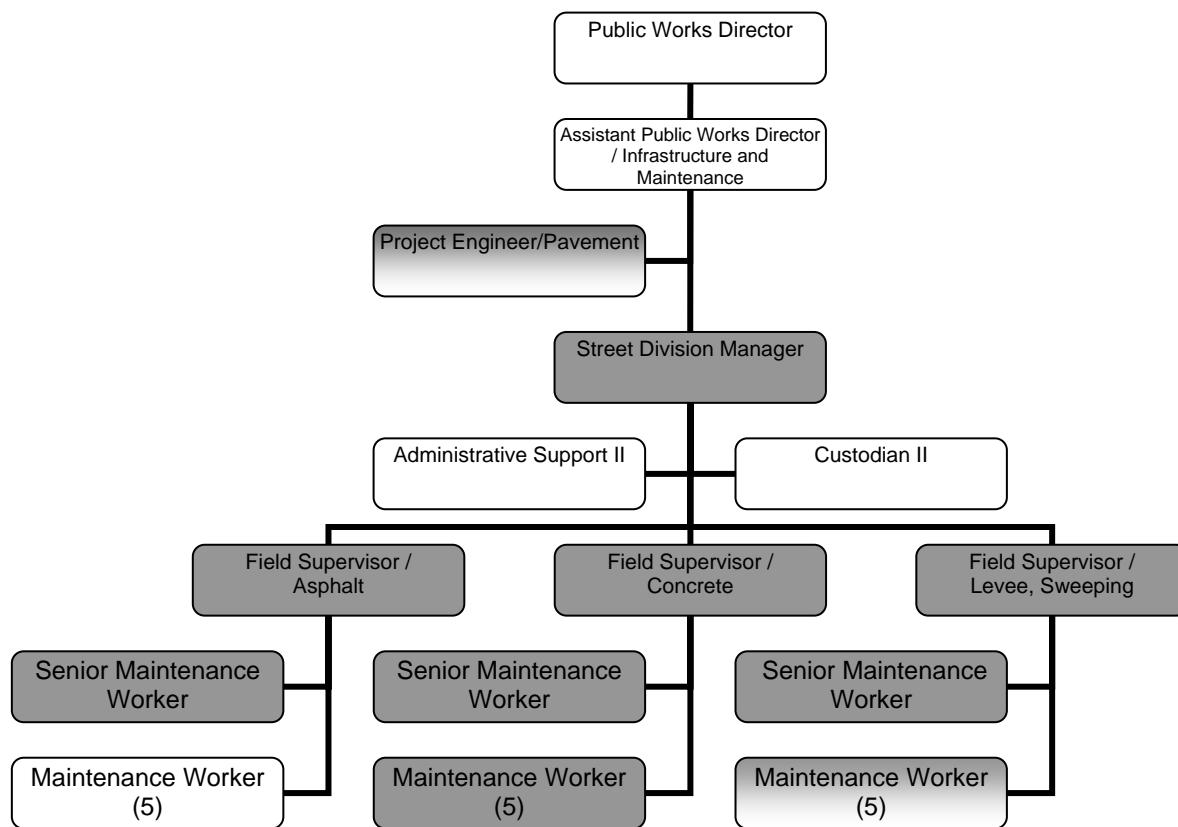 Public Works Director
Assistant Public Works Director
/ Infrastructure and
Maintenance
Project Engineer/Pavement
Street Division Manager
Administrative Support II
Custodian II
Field Supervisor /
Asphalt
Field Supervisor /
Concrete
Field Supervisor /
Levee, Sweeping
Senior Maintenance
Worker
Senior Maintenance
Worker
Senior Maintenance
Worker
Maintenance Worker
(5)
Maintenance Worker
(5)
Maintenance Worker
(5)